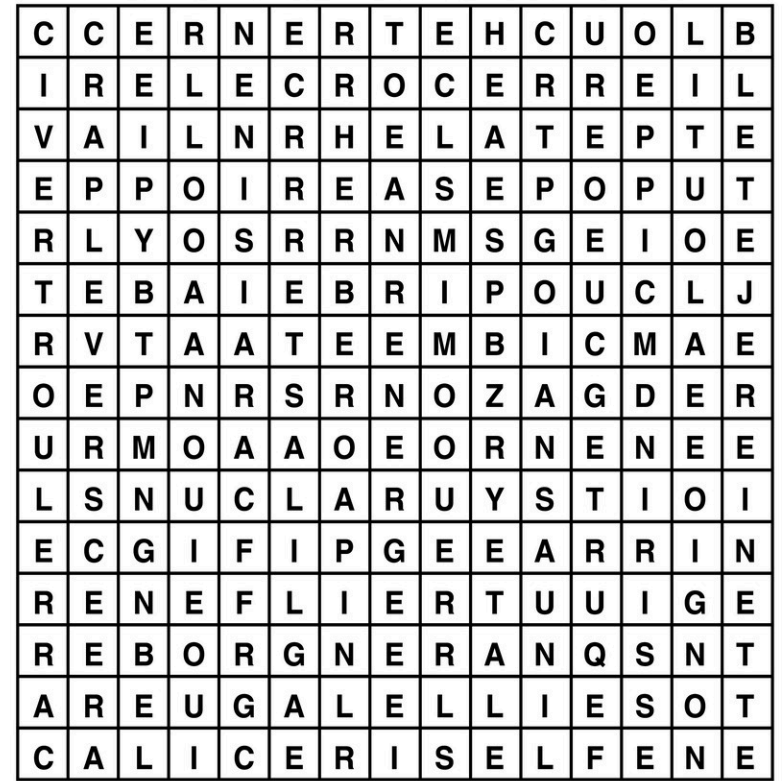 C C E R N E R T E H C U O L B
I R E L E C R O C E R R E I L
V A I L N R H E L A T E P T E
E P P O I R E A S E P O P U T
R L Y O S R R N M S G E I O E
T E B A I E B R I P O U C L J
R V T A A T E E M B I C M A E
O E P N R S R N O Z A G D E R
U R M O A A O E O R N E N E E
L S N U C L A R U Y S T I O I
E C G I F I P G E E A R R I N
R E N E F L I E R T U U I G E
R E B O R G N E R A N Q S N T
A R E U G A L E L L I E S O T
C A L I C E R I S E L F E N E